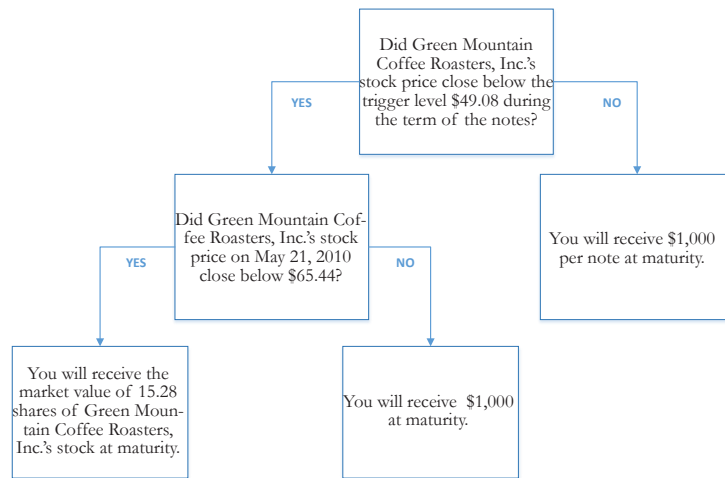 Did Green Mountain
Coffee Roasters, Inc.'s
stock price close below the
trigger level $49.08 during
the term of the notes?
YES
NO
Did Green Mountain Cof-
fee Roasters, Inc.'s stock
price on May 21, 2010
close below $65.44?
You will receive $1,000
per note at maturity.
YES
NO
You will receive the
market value of 15.28
shares of Green Moun-
tain Coffee Roasters,
Inc.'s stock at maturity.
You will receive $1,000
at maturity.